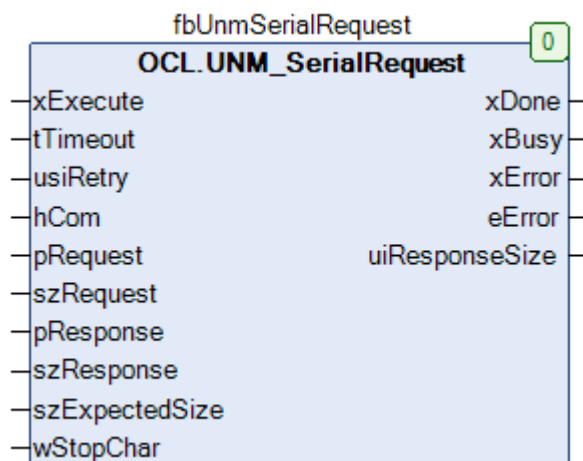 fbUnmSerialRequest
0
OCL.UNM_SerialRequest
xExecute xDone
tTimeout xBusy
usiRetry xError
hCom eError
pRequest uiResponseSize
szRequest
pResponse
szResponse
szExpectedSize
wStopChar